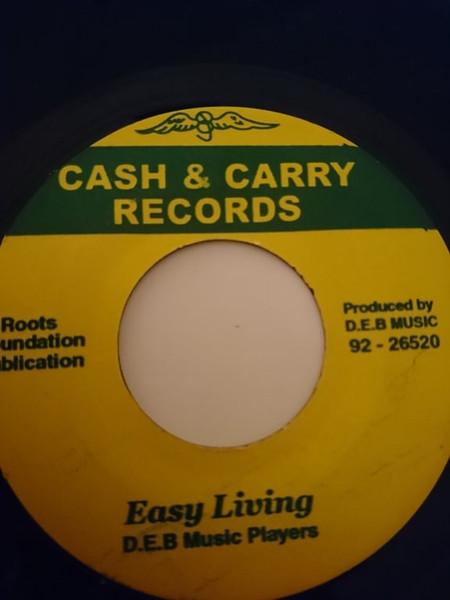 CASH & CARRY
RECORDS
Roots
undation
blication
Produced by
D.E.B MUSIC
92 - 26520
Easy Living
D.E.B Music Players